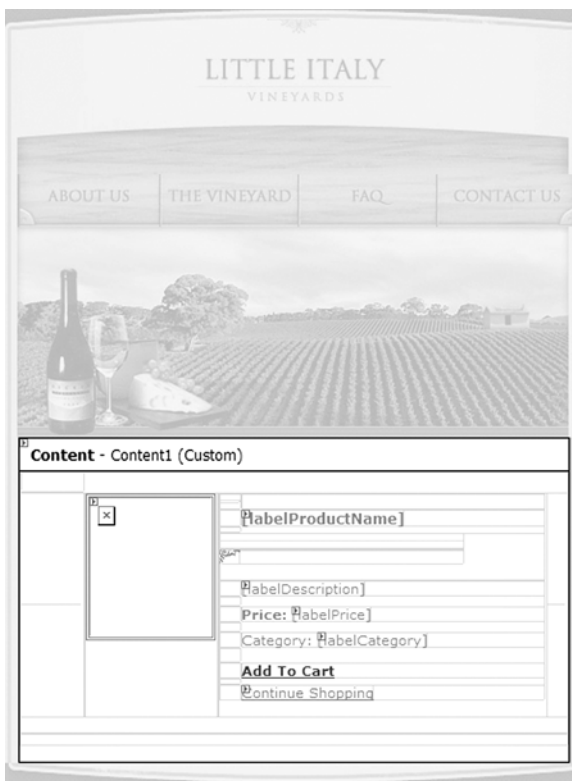 LITTLE ITALY
VINEYARDS
ABOUT US
THE VINEYARD
FAQ
CONTACT US
Content - Content1 (Custom)
[labelProductName]
[labelDescription]
Price: [labelPrice]
Category: [labelCategory]
Add To Cart
Continue Shopping